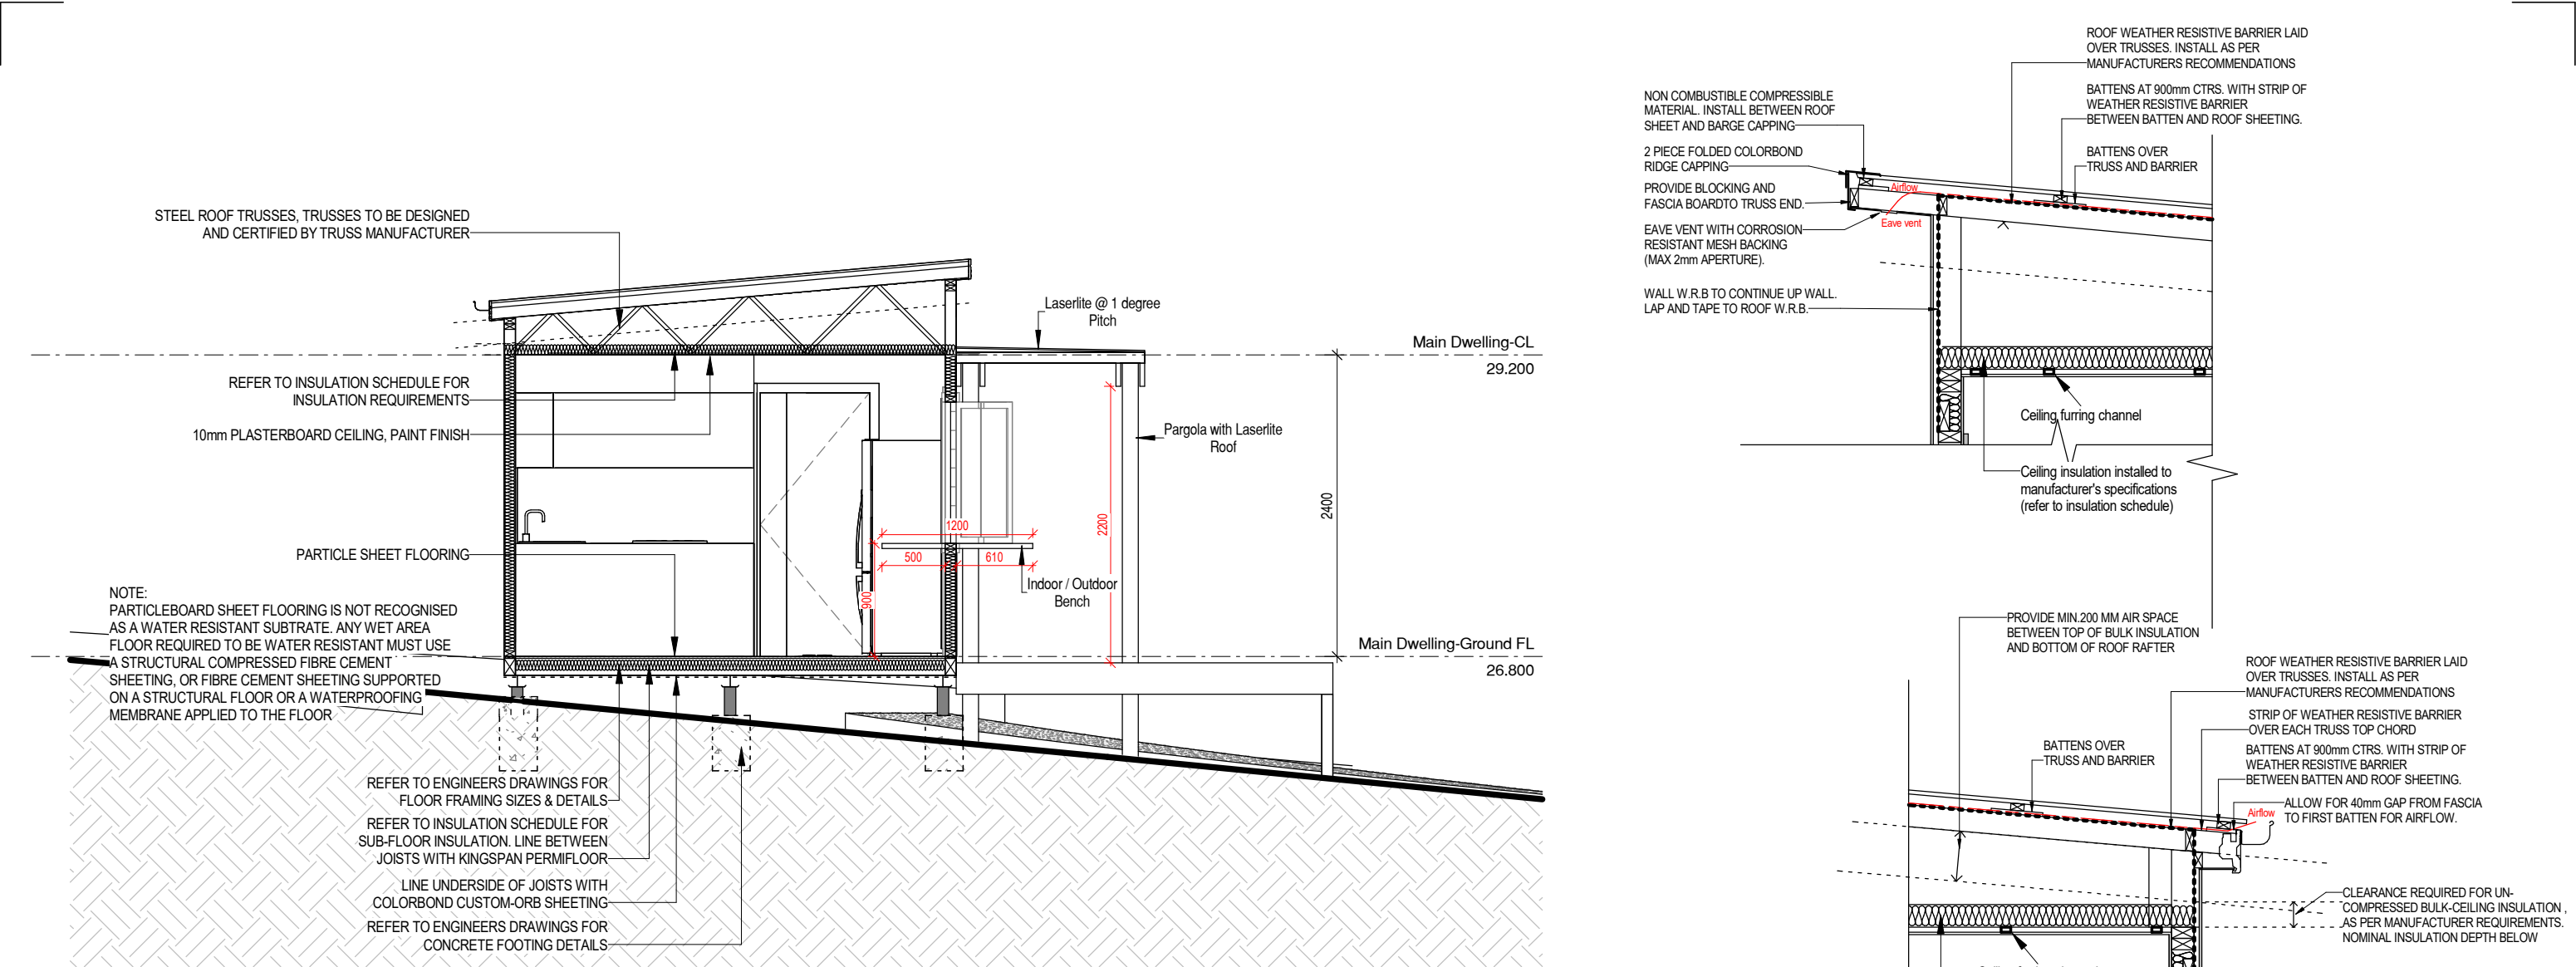 STEEL ROOF TRUSSES, TRUSSES TO BE DESIGNED
AND CERTIFIED BY TRUSS MANUFACTURER
REFER TO INSULATION SCHEDULE FOR
INSULATION REQUIREMENTS
10mm PLASTERBOARD CEILING, PAINT FINISH
PARTICLE SHEET FLOORING
NOTE:
PARTICLEBOARD SHEET FLOORING IS NOT RECOGNISED
AS A WATER RESISTANT SUBSTRATE. ANY WET AREA
FLOOR REQUIRED TO BE WATER RESISTANT MUST USE
A STRUCTURAL COMPRESSED FIBRE CEMENT
SHEETING, OR FIBRE CEMENT SHEETING SUPPORTED
ON A STRUCTURAL FLOOR OR A WATERPROOFING
MEMBRANE APPLIED TO THE FLOOR
REFER TO ENGINEERS DRAWINGS FOR
FLOOR FRAMING SIZES & DETAILS
REFER TO INSULATION SCHEDULE FOR
SUB-FLOOR INSULATION. LINE BETWEEN
JOISTS WITH KINGSPAN PERMIFLOOR
LINE UNDERSIDE OF JOISTS WITH
COLORBOND CUSTOM-ORB SHEETING
REFER TO ENGINEERS DRAWINGS FOR
CONCRETE FOOTING DETAILS
Laserlite @ 1 degree
Pitch
Pargola with Laserlite
Roof
1200
500
610
900
2200
2400
Indoor / Outdoor
Bench
Main Dwelling-CL
29.200
Main Dwelling-Ground FL
26.800
NON COMBUSTIBLE COMPRESSIBLE
MATERIAL. INSTALL BETWEEN ROOF
SHEET AND BARGE CAPPING
2 PIECE FOLDED COLORBOND
RIDGE CAPPING
PROVIDE BLOCKING AND
FASCIA BOARDTO TRUSS END.
EAVE VENT WITH CORROSION
RESISTANT MESH BACKING
(MAX 2mm APERTURE).
WALL W.R.B TO CONTINUE UP WALL.
LAP AND TAPE TO ROOF W.R.B.
ROOF WEATHER RESISTIVE BARRIER LAID
OVER TRUSSES. INSTALL AS PER
MANUFACTURERS RECOMMENDATIONS
BATTENS AT 900mm CTRS. WITH STRIP OF
WEATHER RESISTIVE BARRIER
BETWEEN BATTEN AND ROOF SHEETING.
BATTENS OVER
TRUSS AND BARRIER
Airflow
Eave vent
Ceiling furring channel
Ceiling insulation installed to
manufacturer's specifications
(refer to insulation schedule)
PROVIDE MIN.200 MM AIR SPACE
BETWEEN TOP OF BULK INSULATION
AND BOTTOM OF ROOF RAFTER
ROOF WEATHER RESISTIVE BARRIER LAID
OVER TRUSSES. INSTALL AS PER
MANUFACTURERS RECOMMENDATIONS
STRIP OF WEATHER RESISTIVE BARRIER
OVER EACH TRUSS TOP CHORD
BATTENS OVER
TRUSS AND BARRIER
BATTENS AT 900mm CTRS. WITH STRIP OF
WEATHER RESISTIVE BARRIER
BETWEEN BATTEN AND ROOF SHEETING.
ALLOW FOR 40mm GAP FROM FASCIA
TO FIRST BATTEN FOR AIRFLOW.
Airflow
CLEARANCE REQUIRED FOR UN-
COMPRESSED BULK-CEILING INSULATION ,
AS PER MANUFACTURER REQUIREMENTS.
NOMINAL INSULATION DEPTH BELOW